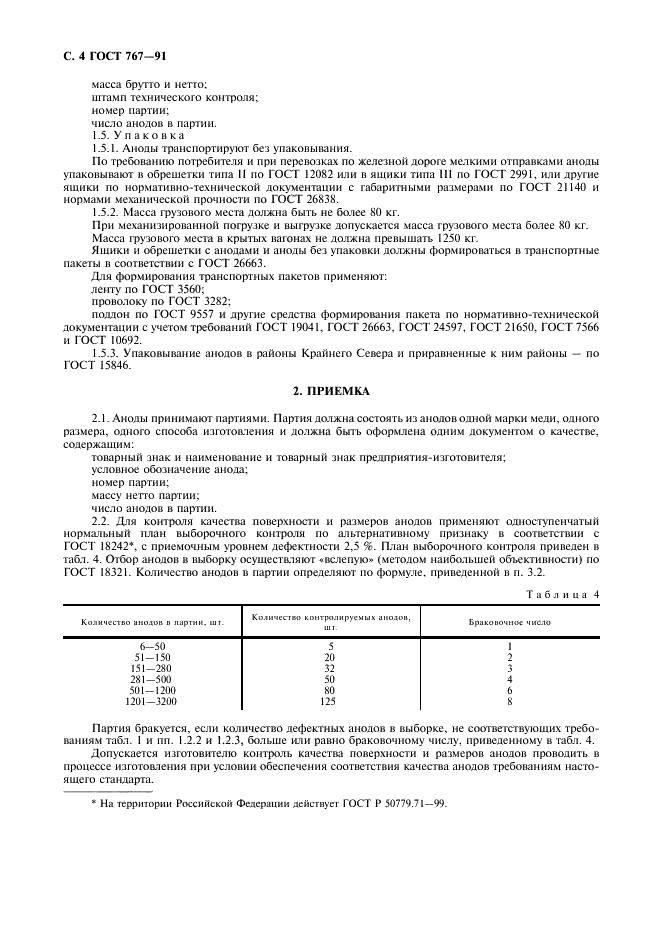 С. 4 ГОСТ 767—91
масса брутто и нетто;
штамп технического контроля;
номер партии;
число анодов в партии.
1.5. Упаковка
1.5.1. Аноды транспортируют без упаковывания.
По требованию потребителя и при перевозках по железной дороге мелкими отправками аноды
упаковывают в обрешетки типа II по ГОСТ 12082 или в ящики типа III по ГОСТ 2991, или другие
ящики по нормативно-технической документации с габаритными размерами по ГОСТ 21140 и
нормами механической прочности по ГОСТ 26838.
1.5.2. Масса грузового места должна быть не более 80 кг.
При механизированной погрузке и выгрузке допускается масса грузового места более 80 кг.
Масса грузового места в крытых вагонах не должна превышать 1250 кг.
Ящики и обрешетки с анодами и аноды без упаковки должны формироваться в транспортные
пакеты в соответствии с ГОСТ 26663.
Для формирования транспортных пакетов применяют:
ленту по ГОСТ 3560;
проволоку по ГОСТ 3282;
поддон по ГОСТ 9557 и другие средства формирования пакета по нормативно-технической
документации с учетом требований ГОСТ 19041, ГОСТ 26663, ГОСТ 24597, ГОСТ 21650, ГОСТ 7566
и ГОСТ 10692.
1.5.3. Упаковывание анодов в районы Крайнего Севера и приравненные к ним районы — по
ГОСТ 15846.
2. ПРИЕМКА
2.1. Аноды принимают партиями. Партия должна состоять из анодов одной марки меди, одного
размера, одного способа изготовления и должна быть оформлена одним документом о качестве,
содержащим:
товарный знак и наименование и товарный знак предприятия-изготовителя;
условное обозначение анода;
номер партии;
массу нетто партии;
число анодов в партии.
2.2. Для контроля качества поверхности и размеров анодов применяют одноступенчатый
нормальный план выборочного контроля по альтернативному признаку в соответствии с
ГОСТ 18242*, с приемочным уровнем дефектности 2,5 %. План выборочного контроля приведен в
табл. 4. Отбор анодов в выборку осуществляют «вслепую» (методом наибольшей объективности) по
ГОСТ 18321. Количество анодов в партии определяют по формуле, приведенной в п. 3.2.
Таблица 4
Количество анодов в партии, шт. Количество контролируемых анодов, шт. Браковочное число
6—50 5 1
51—150 20 2
151—280 32 3
281—500 50 4
501—1200 80 6
1201—3200 125 8
Партия бракуется, если количество дефектных анодов в выборке, не соответствующих требо-
ваниям табл. 1 и пп. 1.2.2 и 1.2.3, больше или равно браковочному числу, приведенному в табл. 4.
Допускается изготовителю контроль качества поверхности и размеров анодов проводить в
процессе изготовления при условии обеспечения соответствия качества анодов требованиям насто-
ящего стандарта.
* На территории Российской Федерации действует ГОСТ Р 50779.71—99.